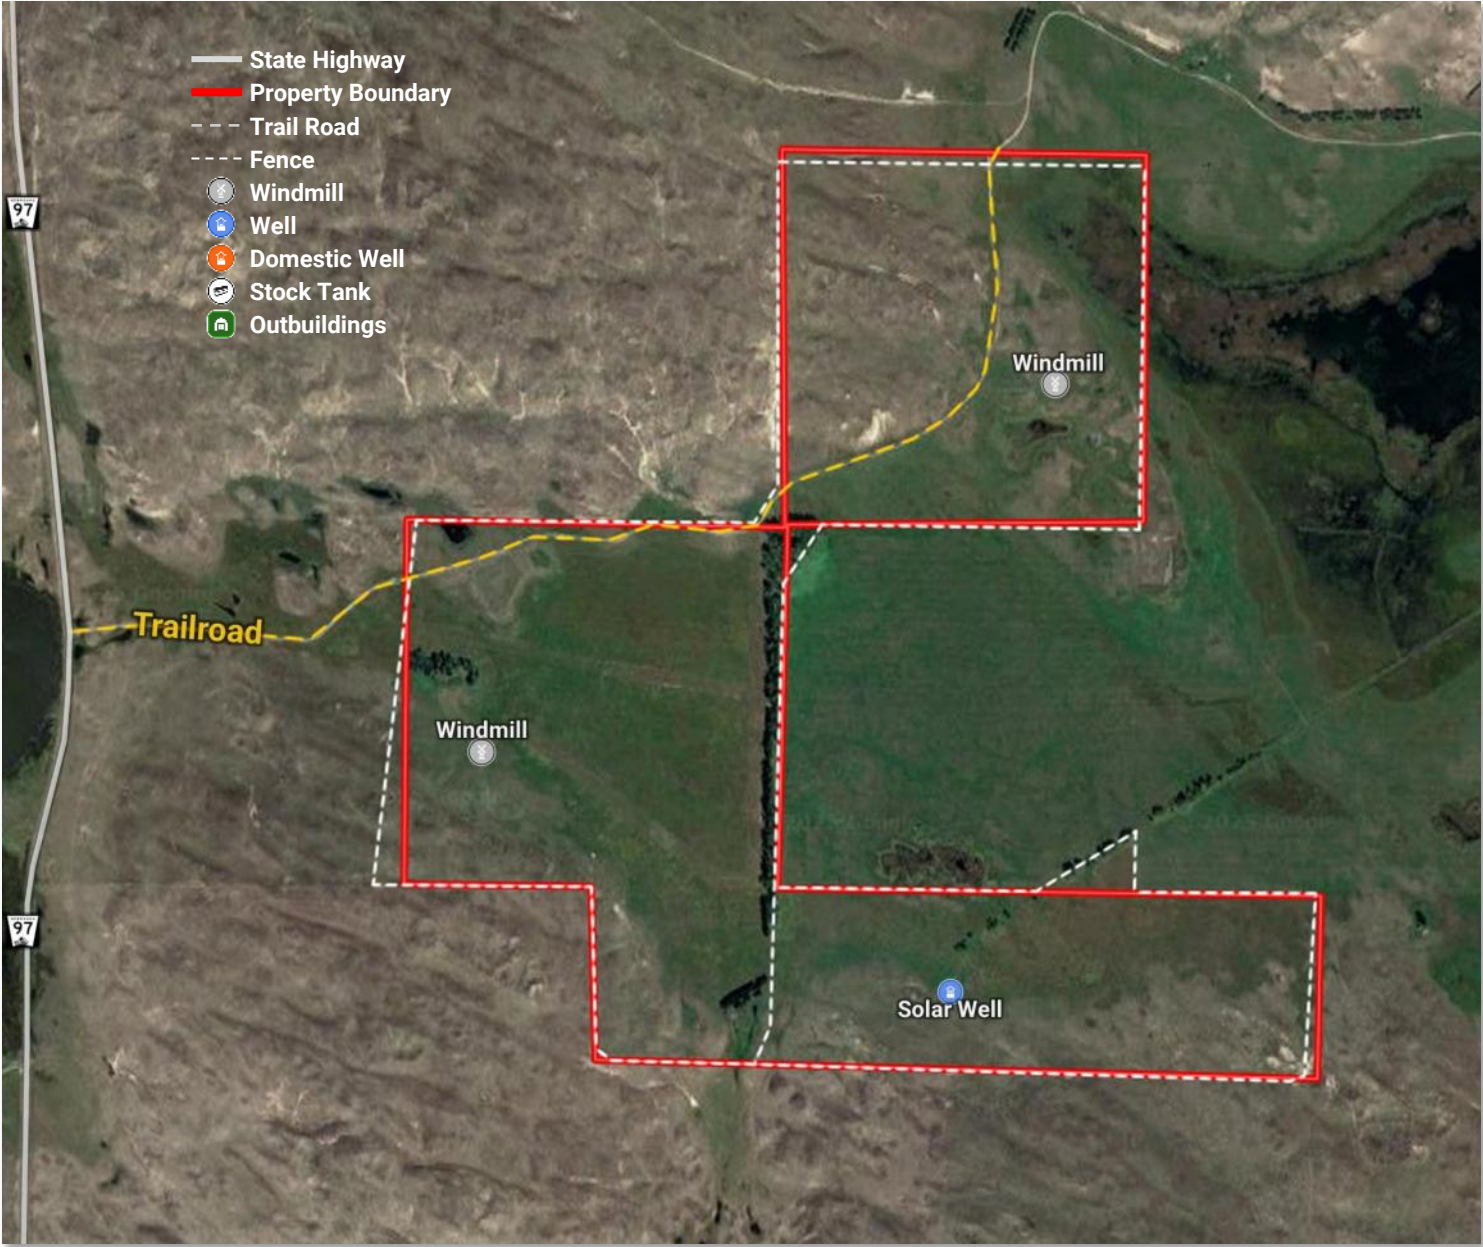 State Highway
Property Boundary
Trail Road
Fence
Windmill
Well
Domestic Well
Stock Tank
Outbuildings
97
Windmill
Trailroad
Windmill
97
Solar Well